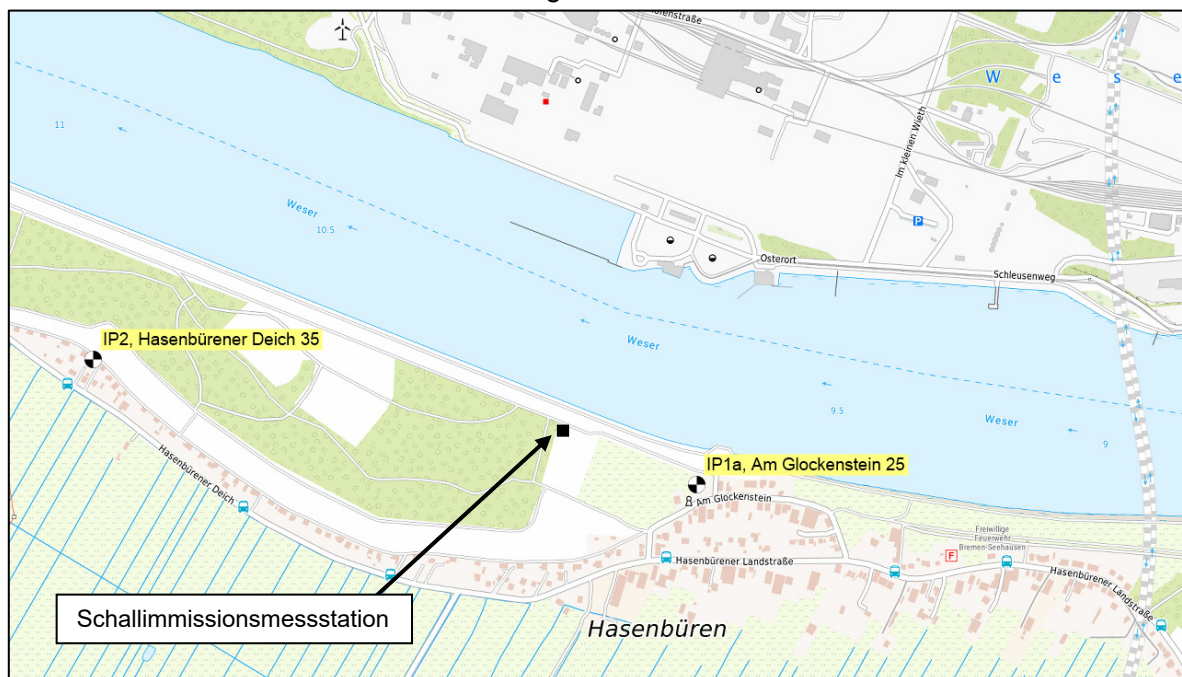 W e s e
Im kleinen Wieth
P
11
Weser
10.5
Osterort
Schleusenweg
IP2, Hasenbürener Deich 35
Weser
9.5
Weser
9
Hasenbürener Deich
IP1a, Am Glockenstein 25
Am Glockenstein
Freiwillige
Feuerwehr
Bremen-Seehausen
F
Hasenbürener Landstraße
Hasenbürener Landstraße
Schallimmissionsmessstation
Hasenbüren